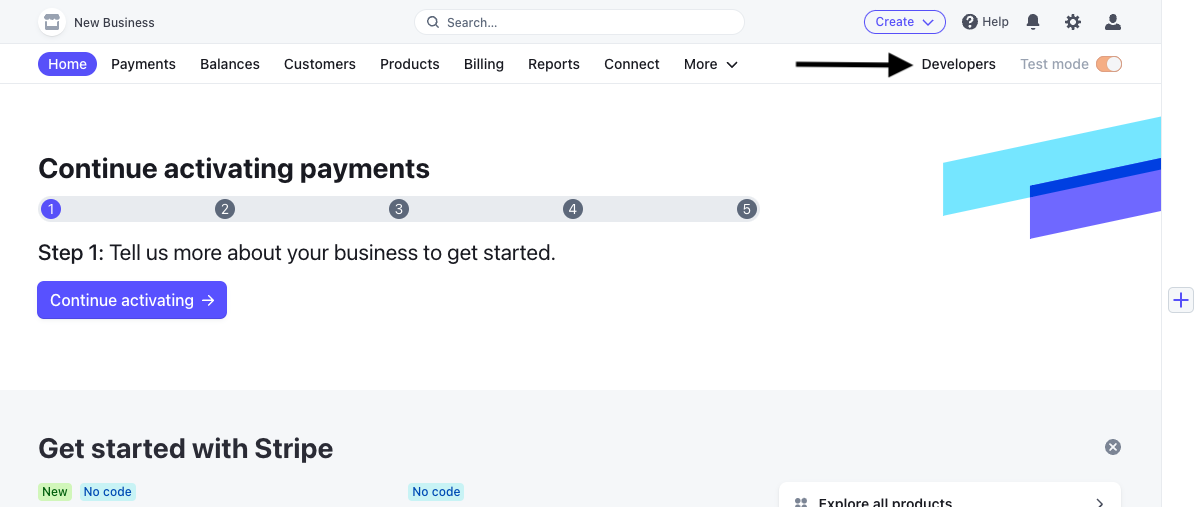 New Business Search... Create Help
Home Payments Balances Customers Products Billing Reports Connect More Developers Test mode
Continue activating payments
1 2 3 4 5
Step 1: Tell us more about your business to get started.
Continue activating →
Get started with Stripe
New No code No code
Explore all products